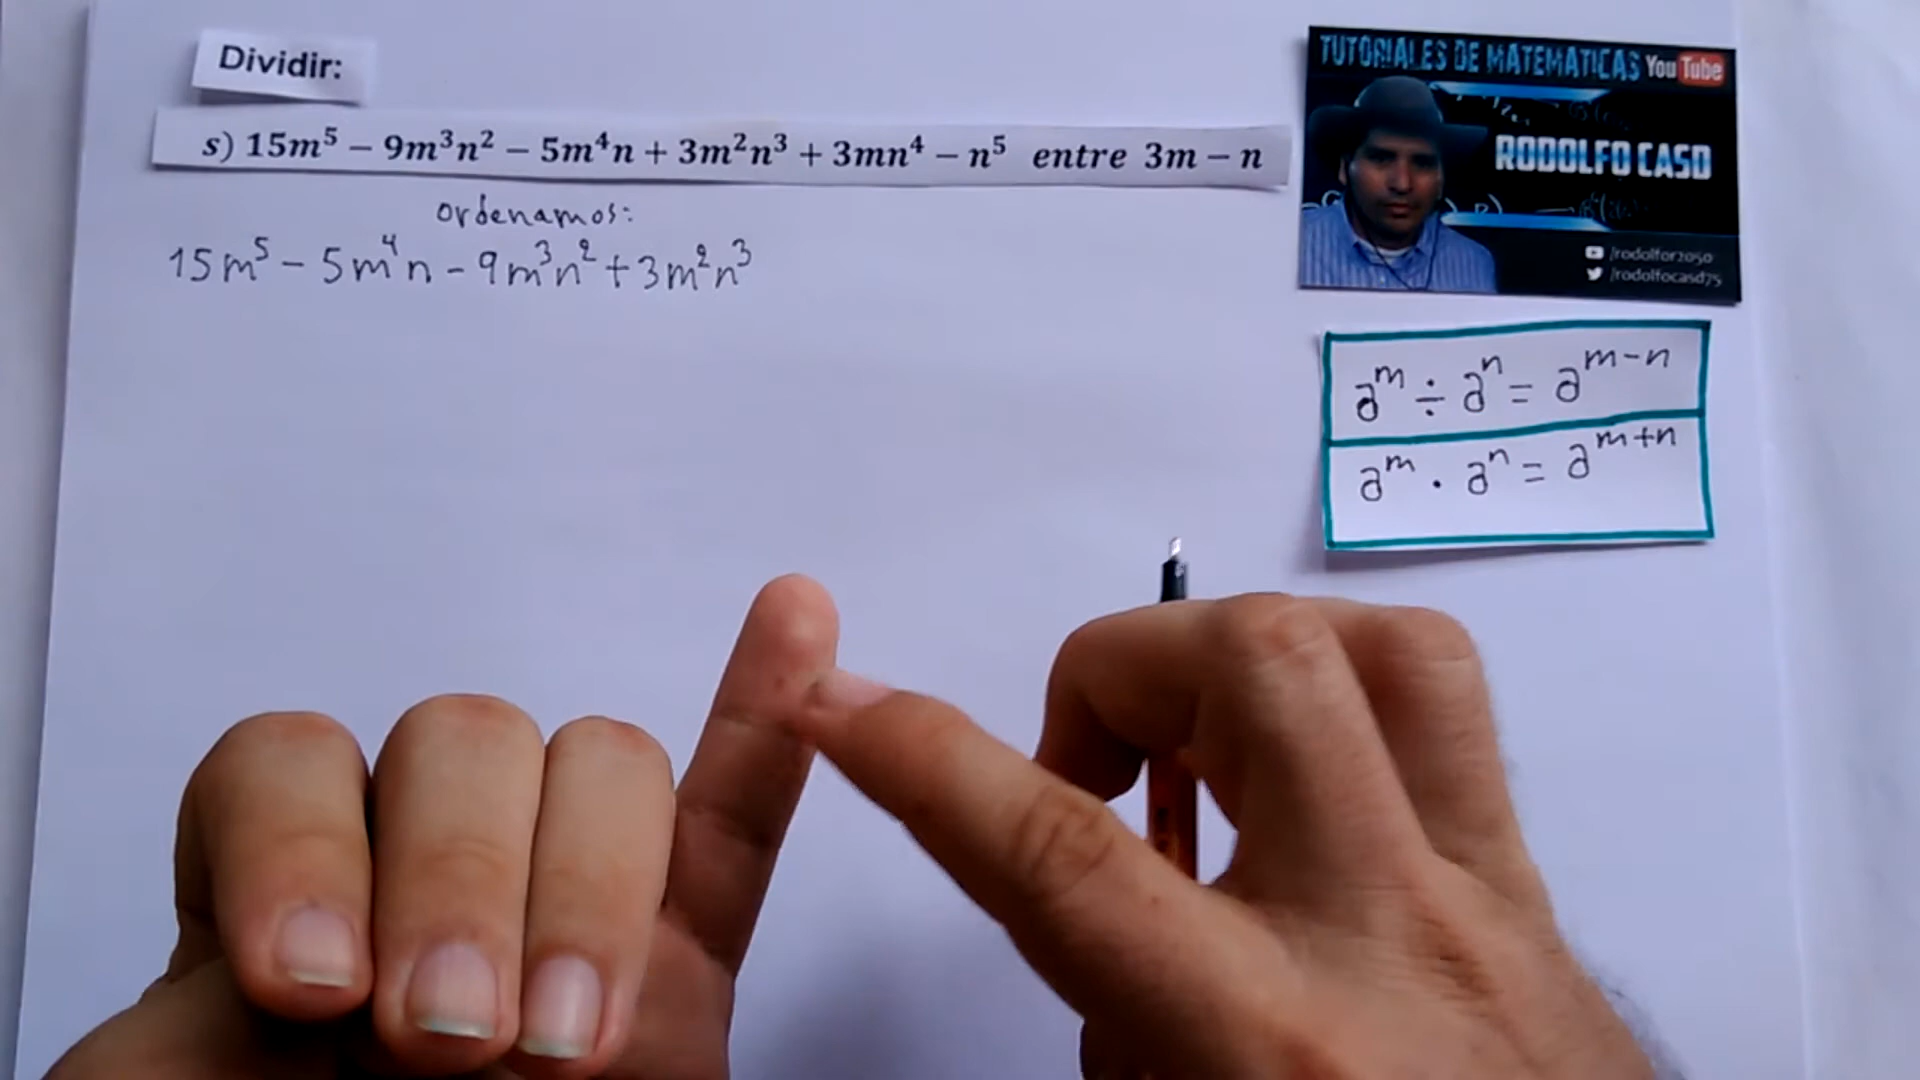 Dividir:
s) 15m⁵ − 9m³n² − 5m⁴n + 3m²n³ + 3mn⁴ − n⁵ entre 3m − n
ordenamos:
15m⁵ − 5m⁴n − 9m³n² + 3m²n³
TUTORIALES DE MATEMATICAS YouTube
RODOLFO CASD
/rodolfor2050
/rodolfocasd75
aᵐ ÷ aⁿ = aᵐ⁻ⁿ
aᵐ · aⁿ = aᵐ⁺ⁿ